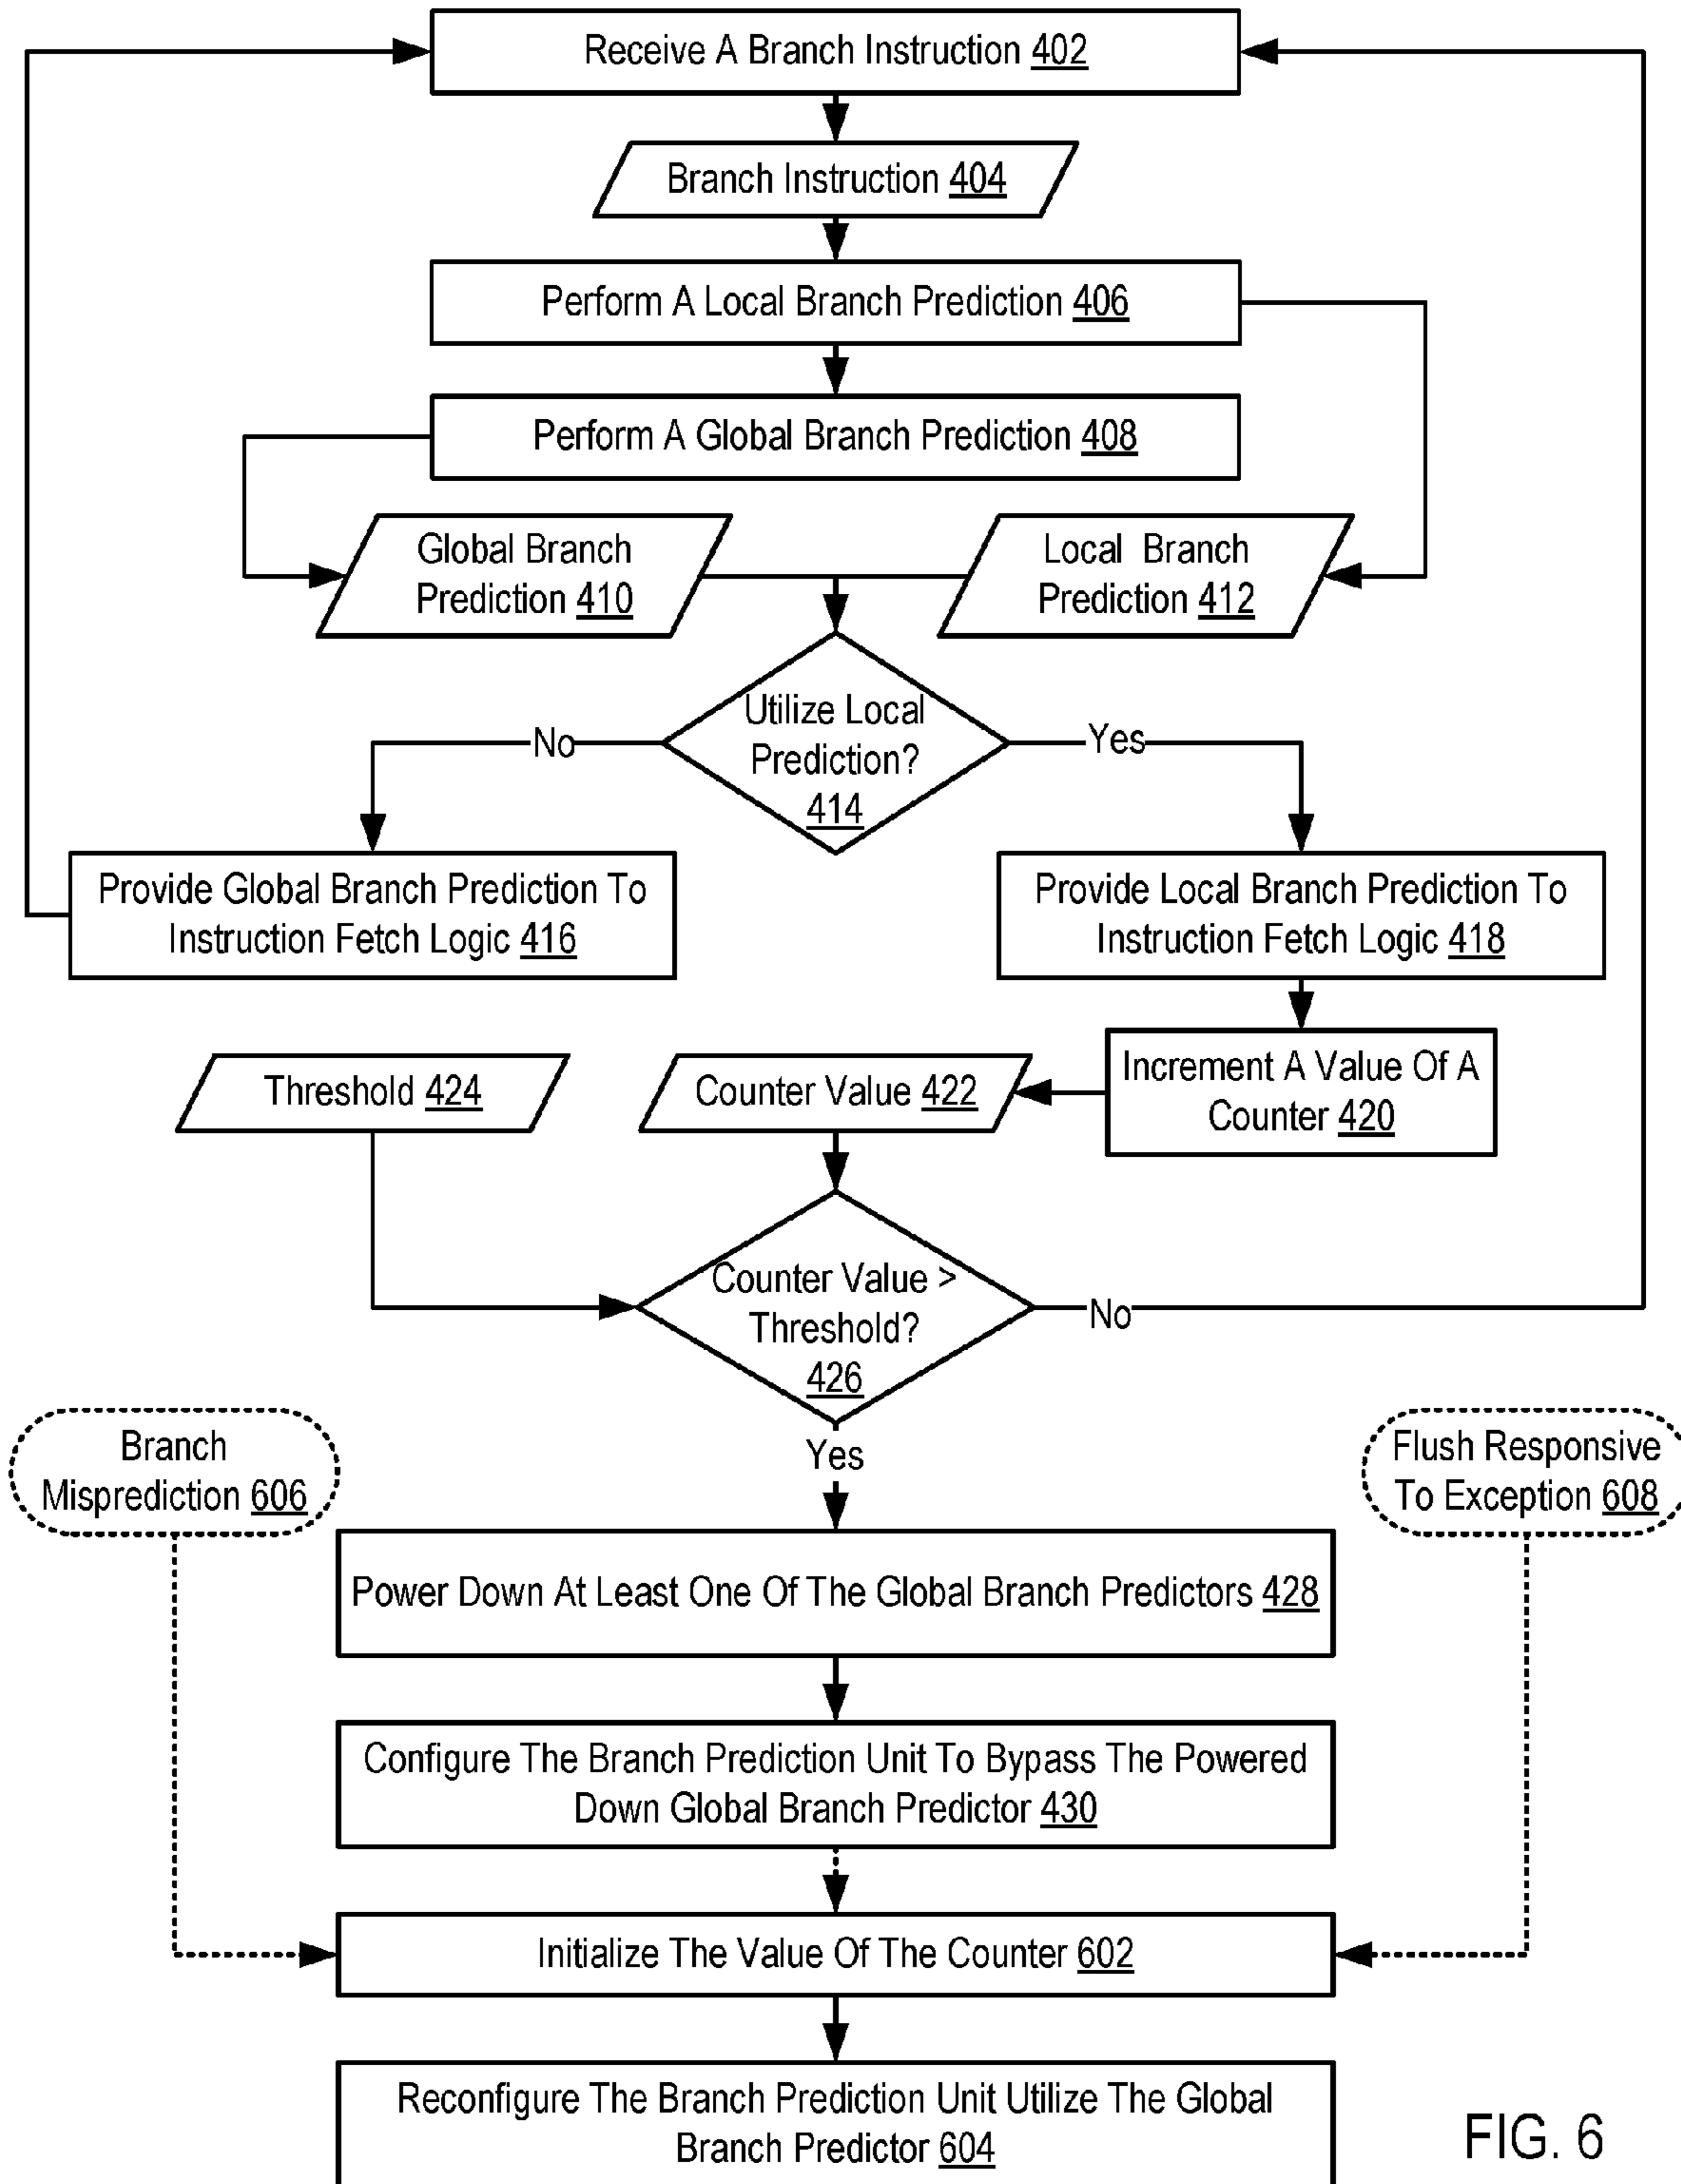 Receive A Branch Instruction 402
Branch Instruction 404
Perform A Local Branch Prediction 406
Perform A Global Branch Prediction 408
Global Branch
Prediction 410
Local Branch
Prediction 412
Utilize Local
Prediction?
414
No
Yes
Provide Global Branch Prediction To
Instruction Fetch Logic 416
Provide Local Branch Prediction To
Instruction Fetch Logic 418
Threshold 424
Counter Value 422
Increment A Value Of A
Counter 420
Counter Value >
Threshold?
426
No
Yes
Branch
Misprediction 606
Flush Responsive
To Exception 608
Power Down At Least One Of The Global Branch Predictors 428
Configure The Branch Prediction Unit To Bypass The Powered
Down Global Branch Predictor 430
Initialize The Value Of The Counter 602
Reconfigure The Branch Prediction Unit Utilize The Global
Branch Predictor 604
FIG. 6